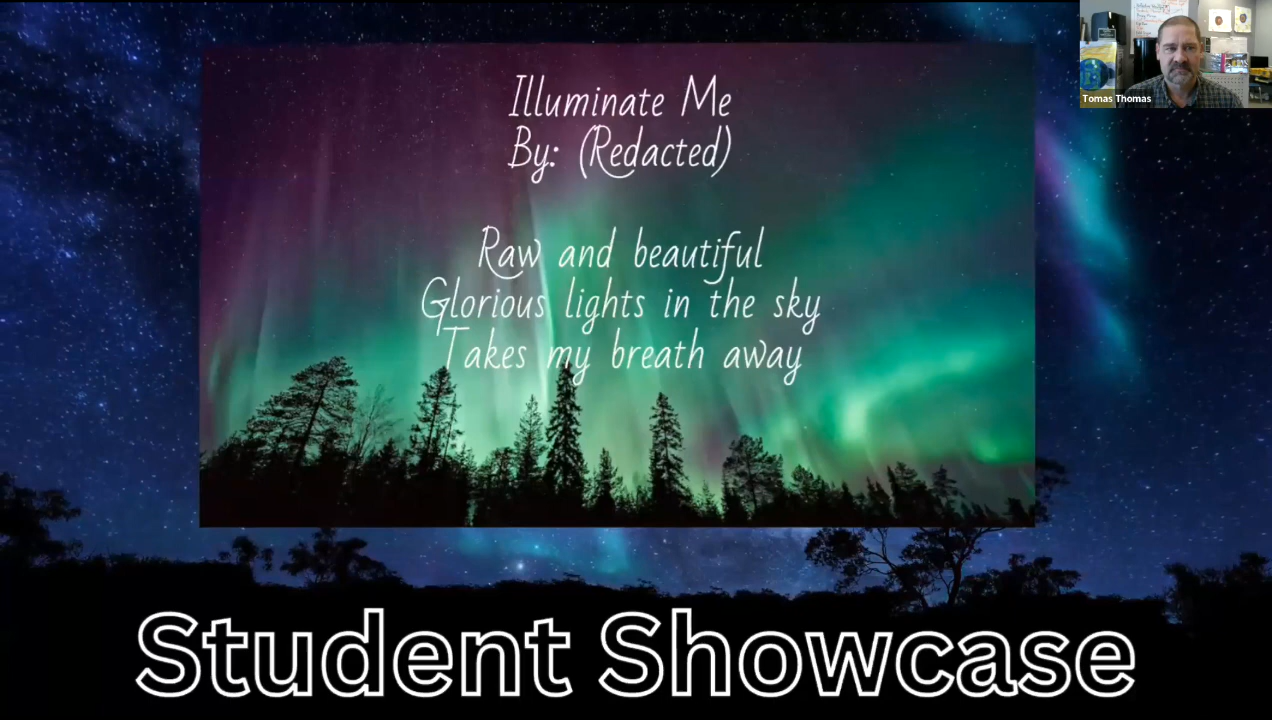 Illuminate Me
By: (Redacted)
Raw and beautiful
Glorious lights in the sky
Takes my breath away
Student Showcase
Tomas Thomas